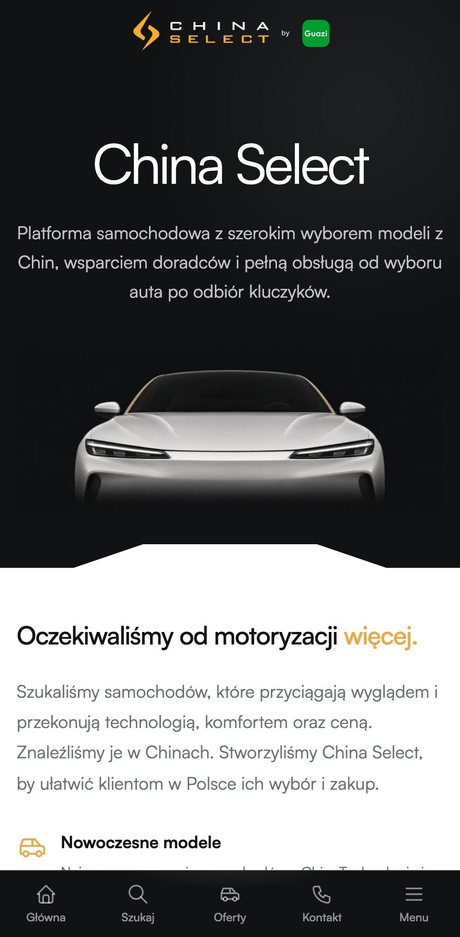 CHINA
SELECT
by
Guazi
China Select
Platforma samochodowa z szerokim wyborem modeli z
Chin, wsparciem doradców i pełną obsługą od wyboru
auta po odbiór kluczyków.
Oczekiwaliśmy od motoryzacji więcej.
Szukaliśmy samochodów, które przyciągają wyglądem i
przekonują technologią, komfortem oraz ceną.
Znaleźliśmy je w Chinach. Stworzyliśmy China Select,
by ułatwić klientom w Polsce ich wybór i zakup.
Nowoczesne modele
Główna
Szukaj
Oferty
Kontakt
Menu